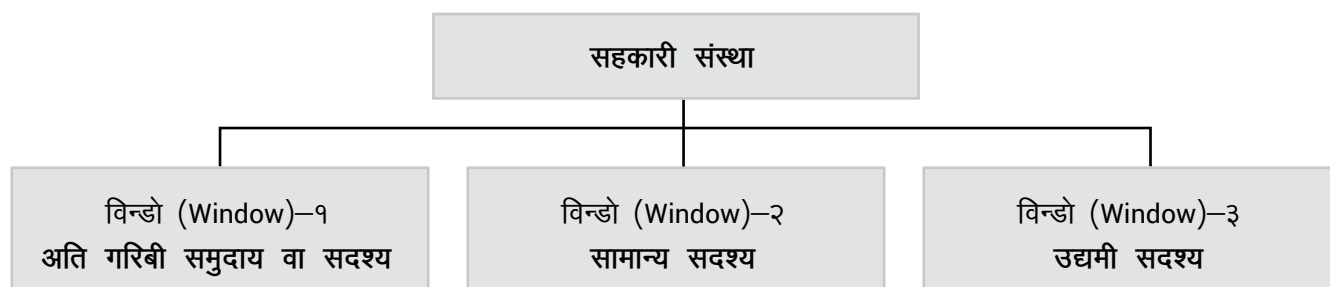 सहकारी संस्था
विन्डो (Window)–१
अति गरिबी समुदाय वा सदश्य
विन्डो (Window)–२
सामान्य सदश्य
विन्डो (Window)–३
उद्यमी सदश्य